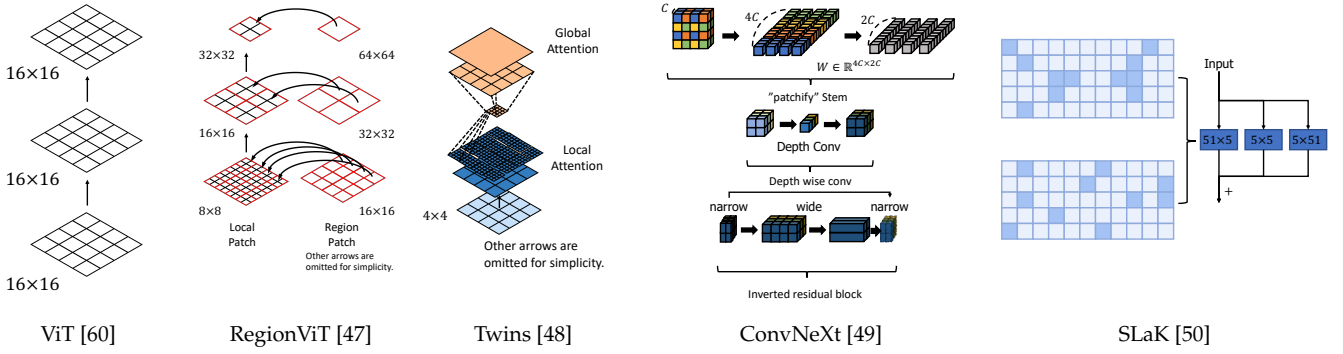 16×16
16×16
16×16
ViT [60]
32×32
64×64
16×16
32×32
8×8
16×16
Local
Patch
Region
Patch
Other arrows are
omitted for simplicity.
RegionViT [47]
Global
Attention
Local
Attention
4×4
Other arrows are
omitted for simplicity.
Twins [48]
C
4C
2C
W ∈ ℝ^{4C×2C}
"patchify" Stem
Depth Conv
Depth wise conv
narrow
wide
narrow
Inverted residual block
ConvNeXt [49]
Input
51×5
5×5
5×51
+
SLaK [50]